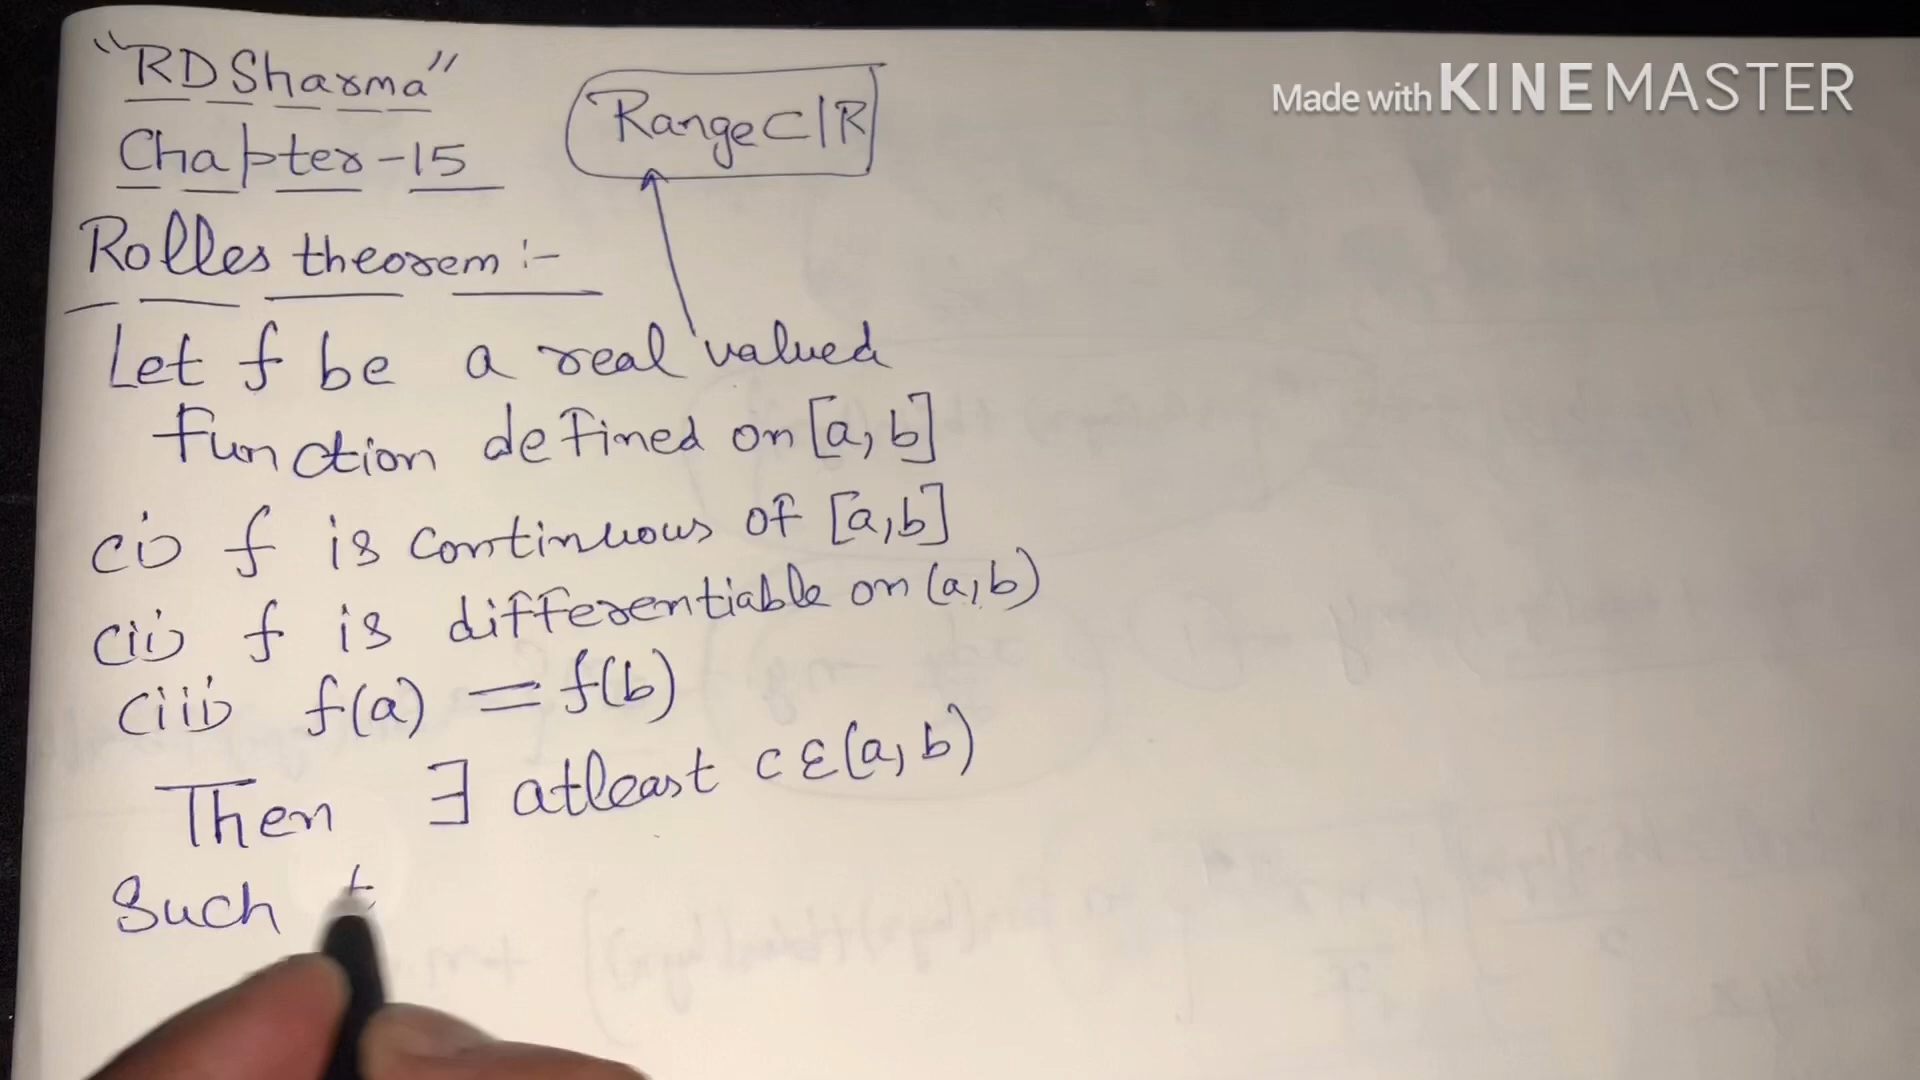 "RD Sharma"
Chapter-15
Range⊂IR
Made with KINEMASTER
Rolles theorem :-
Let f be a real valued
function defined on [a, b]
(i) f is continuous of [a,b]
(ii) f is differentiable on (a,b)
(iii) f(a) = f(b)
Then ∃ atleast c ε (a, b)
Such t